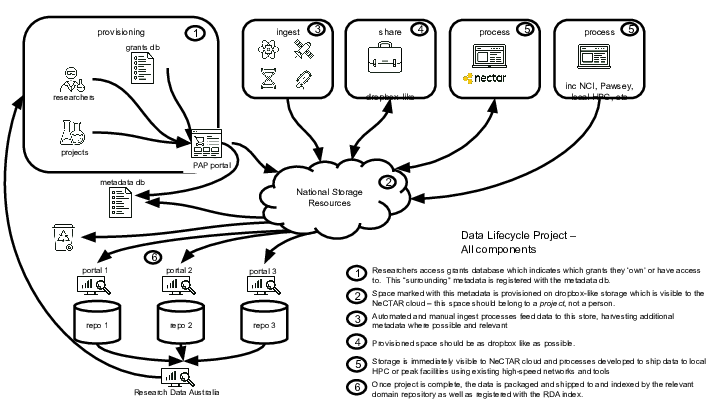 provisioning
1
grants db
researchers
projects
PAP portal
ingest
3
share
4
dropbox-like
process
5
nectar
process
5
inc NCI, Pawsey,
local HPC, etc
metadata db
National Storage
Resources
2
6
portal 1
portal 2
portal 3
repo 1
repo 2
repo 3
Research Data Australia
Data Lifecycle Project –
All components
1 Researchers access grants database which indicates which grants they 'own' or have access
to. This "surrounding" metadata is registered with the metadata db.
2 Space marked with this metadata is provisioned on dropbox-like storage which is visible to the
NeCTAR cloud – this space should belong to a project, not a person.
3 Automated and manual ingest processes feed data to this store, harvesting additional
metadata where possible and relevant
4 Provisioned space should be as dropbox like as possible.
5 Storage is immediately visible to NeCTAR cloud and processes developed to ship data to local
HPC or peak facilities using existing high-speed networks and tools
6 Once project is complete, the data is packaged and shipped to and indexed by the relevant
domain repository as well as registered with the RDA index.